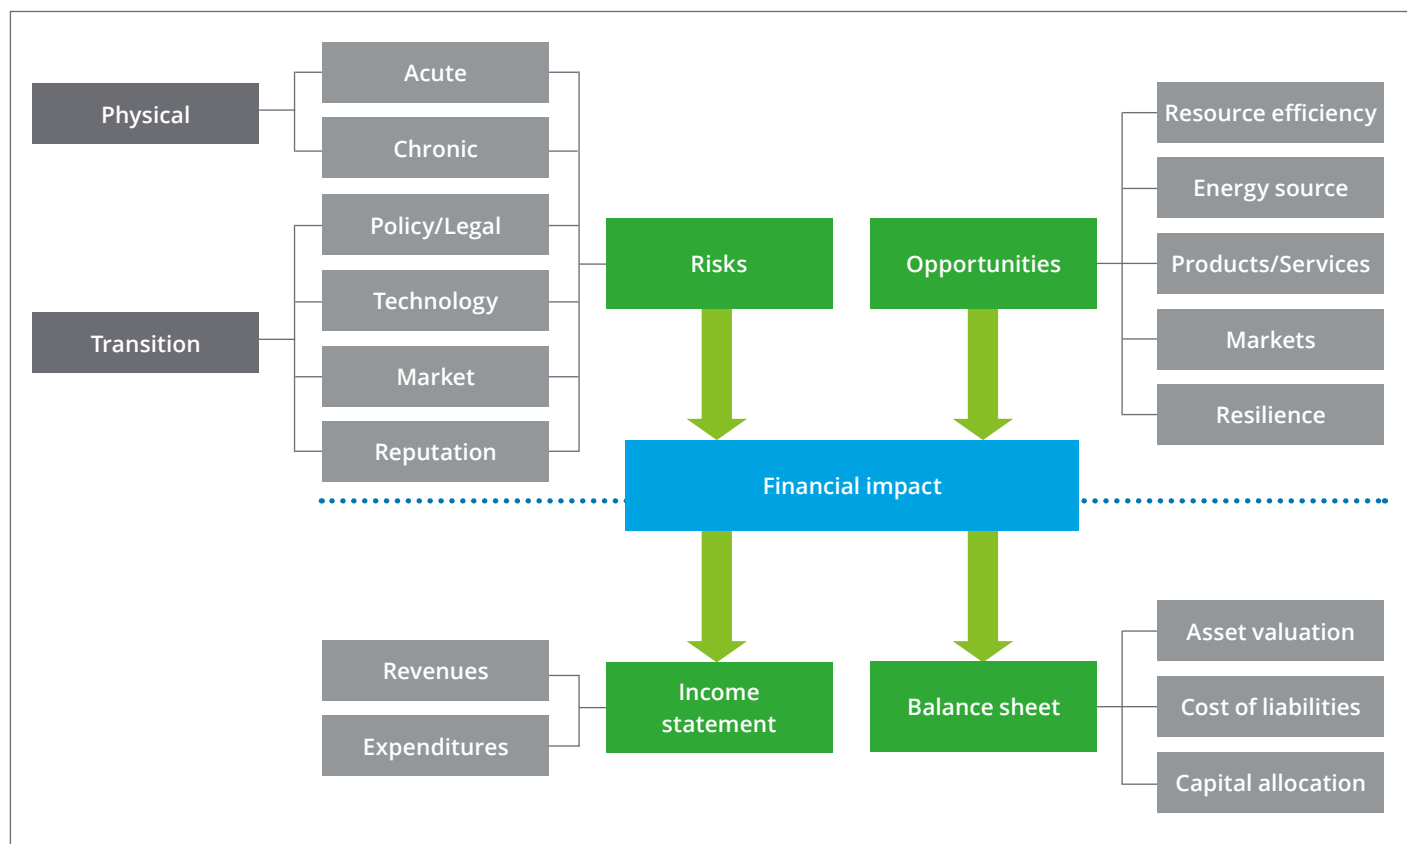 Physical
Acute
Chronic
Transition
Policy/Legal
Technology
Market
Reputation
Risks
Opportunities
Resource efficiency
Energy source
Products/Services
Markets
Resilience
Financial impact
Revenues
Expenditures
Income
statement
Balance sheet
Asset valuation
Cost of liabilities
Capital allocation